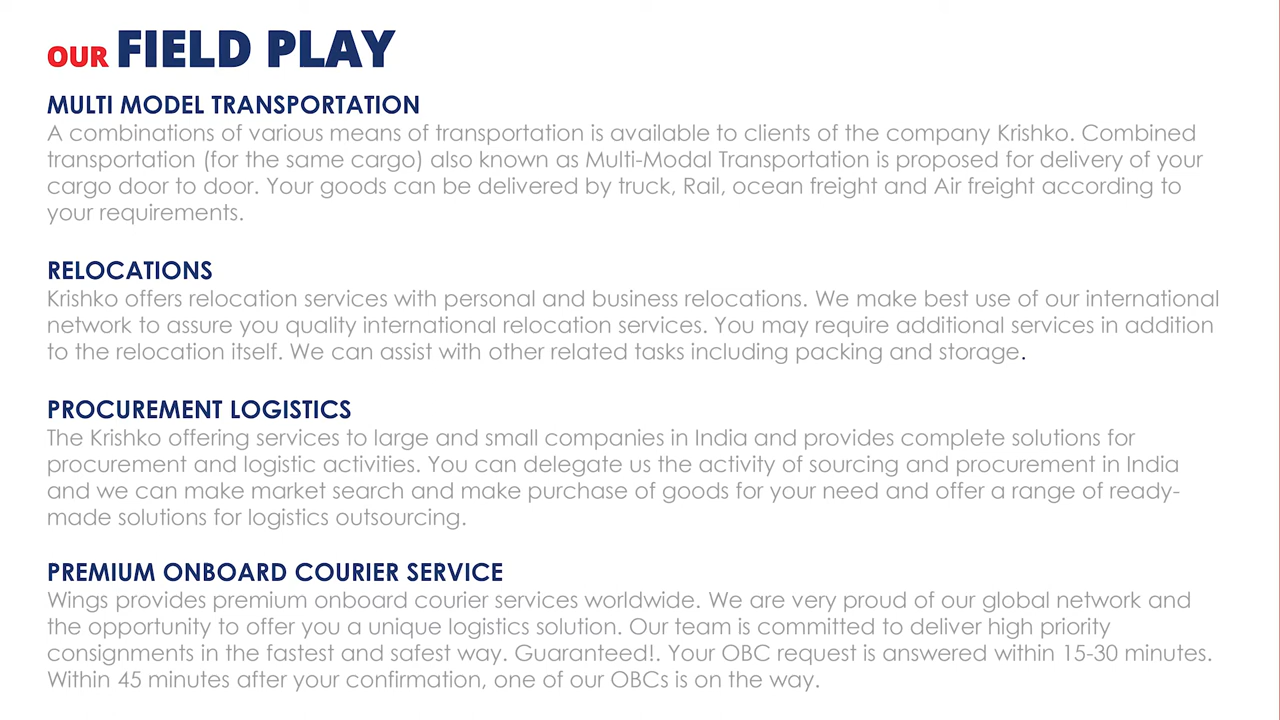 OUR FIELD PLAY
MULTI MODEL TRANSPORTATION
A combinations of various means of transportation is available to clients of the company Krishko. Combined
transportation (for the same cargo) also known as Multi-Modal Transportation is proposed for delivery of your
cargo door to door. Your goods can be delivered by truck, Rail, ocean freight and Air freight according to
your requirements.
RELOCATIONS
Krishko offers relocation services with personal and business relocations. We make best use of our international
network to assure you quality international relocation services. You may require additional services in addition
to the relocation itself. We can assist with other related tasks including packing and storage.
PROCUREMENT LOGISTICS
The Krishko offering services to large and small companies in India and provides complete solutions for
procurement and logistic activities. You can delegate us the activity of sourcing and procurement in India
and we can make market search and make purchase of goods for your need and offer a range of ready-
made solutions for logistics outsourcing.
PREMIUM ONBOARD COURIER SERVICE
Wings provides premium onboard courier services worldwide. We are very proud of our global network and
the opportunity to offer you a unique logistics solution. Our team is committed to deliver high priority
consignments in the fastest and safest way. Guaranteed!. Your OBC request is answered within 15-30 minutes.
Within 45 minutes after your confirmation, one of our OBCs is on the way.